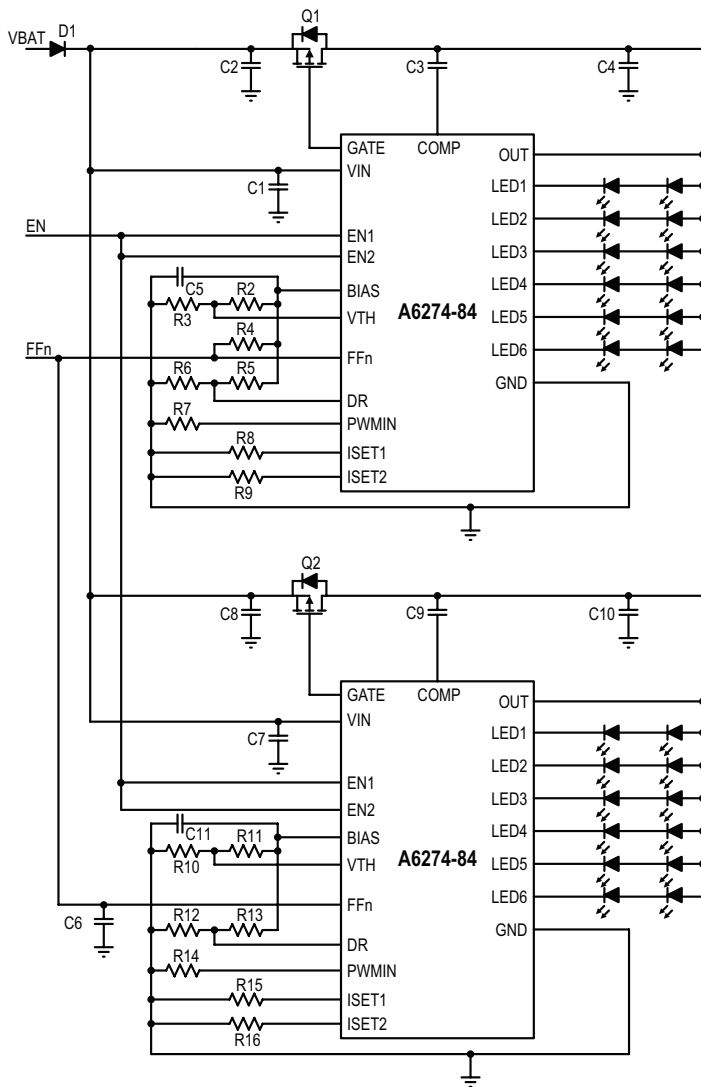 VBAT D1 Q1
C2 C3 C4
GATE COMP OUT
VIN
C1
LED1
LED2
EN
EN1
LED3
EN2
C5 R2
BIAS
LED4
R3
A6274-84
VTH
R4
LED5
FFn
FFn
LED6
R6 R5
GND
DR
R7
PWMIN
R8
ISET1
ISET2
R9
Q2
C8 C9 C10
GATE COMP OUT
VIN
C7
LED1
LED2
EN1
LED3
EN2
C11 R11
BIAS
LED4
R10
A6274-84
VTH
LED5
FFn
LED6
C6
R12 R13
GND
DR
R14
PWMIN
R15
ISET1
ISET2
R16